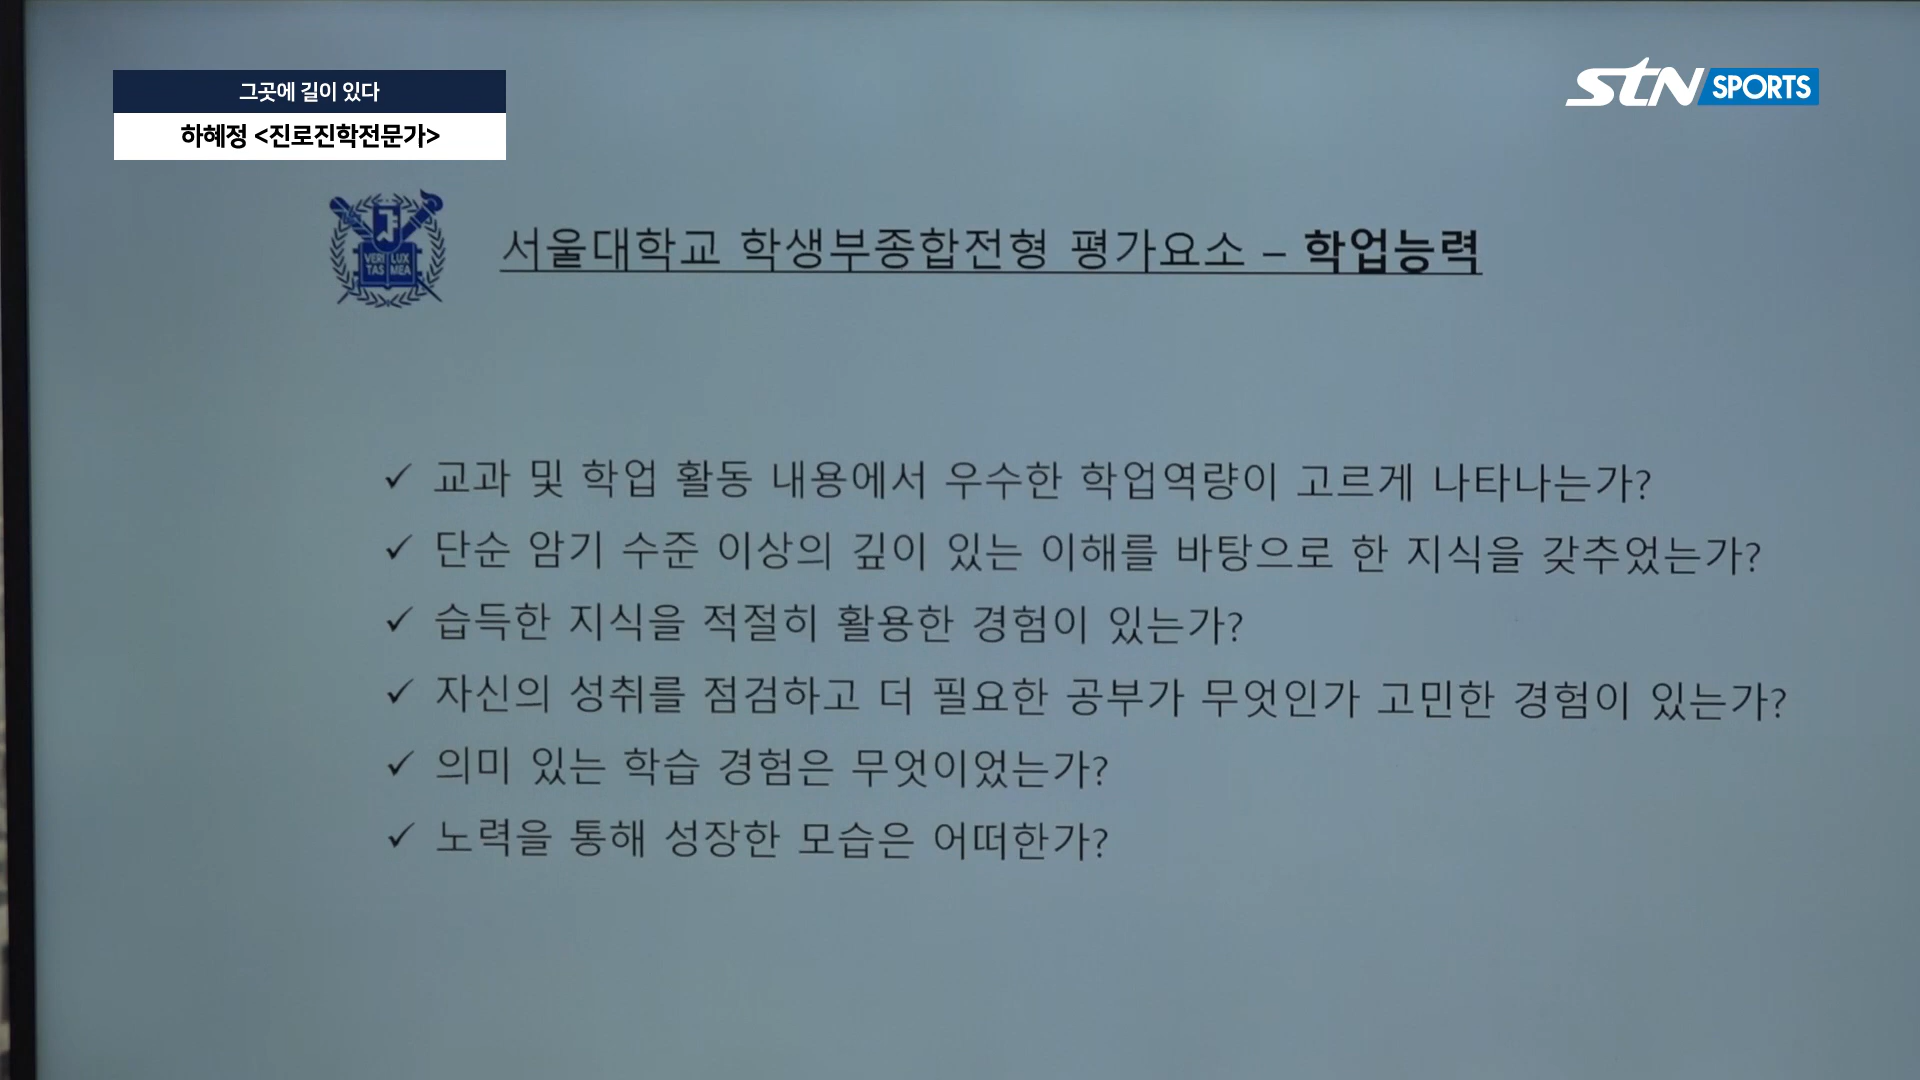 그곳에 길이 있다
하혜정 <진로진학전문가>
STN SPORTS
VERI LUX
TAS MEA
서울대학교 학생부종합전형 평가요소 – 학업능력
✓ 교과 및 학업 활동 내용에서 우수한 학업역량이 고르게 나타나는가?
✓ 단순 암기 수준 이상의 깊이 있는 이해를 바탕으로 한 지식을 갖추었는가?
✓ 습득한 지식을 적절히 활용한 경험이 있는가?
✓ 자신의 성취를 점검하고 더 필요한 공부가 무엇인가 고민한 경험이 있는가?
✓ 의미 있는 학습 경험은 무엇이었는가?
✓ 노력을 통해 성장한 모습은 어떠한가?